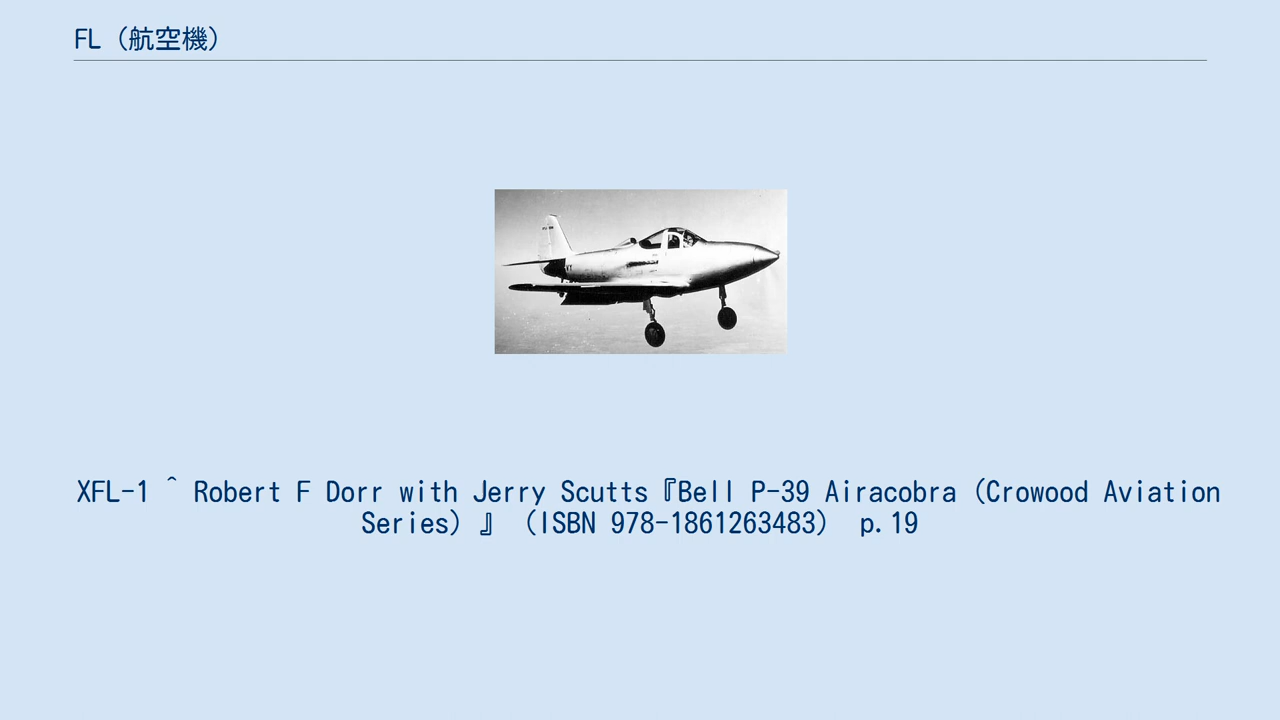 FL（航空機）
XFL-1 ^ Robert F Dorr with Jerry Scutts『Bell P-39 Airacobra (Crowood Aviation
Series) 』 (ISBN 978-1861263483)　p.19